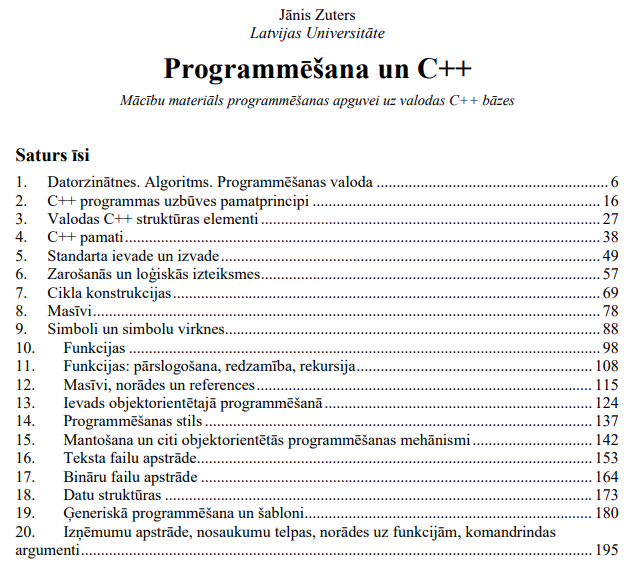 Jānis Zuters
Latvijas Universitāte
Programmēšana un C++
Mācību materiāls programmēšanas apguvei uz valodas C++ bāzes
Saturs īsi
1. Datorzinātnes. Algoritms. Programmēšanas valoda ........ 6
2. C++ programmas uzbūves pamatprincipi ........ 16
3. Valodas C++ struktūras elementi ........ 27
4. C++ pamati ........ 38
5. Standarta ievade un izvade ........ 49
6. Zarošanās un loģiskās izteiksmes ........ 57
7. Cikla konstrukcijas ........ 69
8. Masīvi ........ 78
9. Simboli un simbolu virknes ........ 88
10. Funkcijas ........ 98
11. Funkcijas: pārslogošana, redzamība, rekursija ........ 108
12. Masīvi, norādes un references ........ 115
13. Ievads objektorientētajā programmēšanā ........ 124
14. Programmēšanas stils ........ 137
15. Mantošana un citi objektorientētās programmēšanas mehānismi ........ 142
16. Teksta failu apstrāde ........ 153
17. Bināru failu apstrāde ........ 164
18. Datu struktūras ........ 173
19. Ģeneriskā programmēšana un šabloni ........ 180
20. Izņēmumu apstrāde, nosaukumu telpas, norādes uz funkcijām, komandrindas
argumenti ........ 195